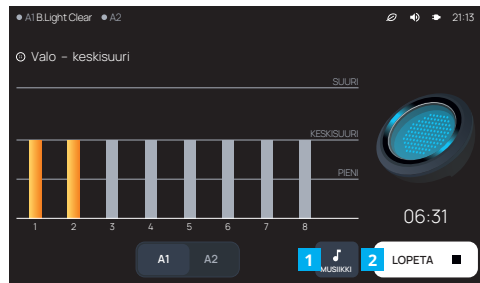 A1 B.Light Clear A2 21:13
Valo – keskisuuri
SUURI
KESKISUURI
PIENI
1 2 3 4 5 6 7 8
06:31
A1 A2
1 MUSIIKKI
2 LOPETA